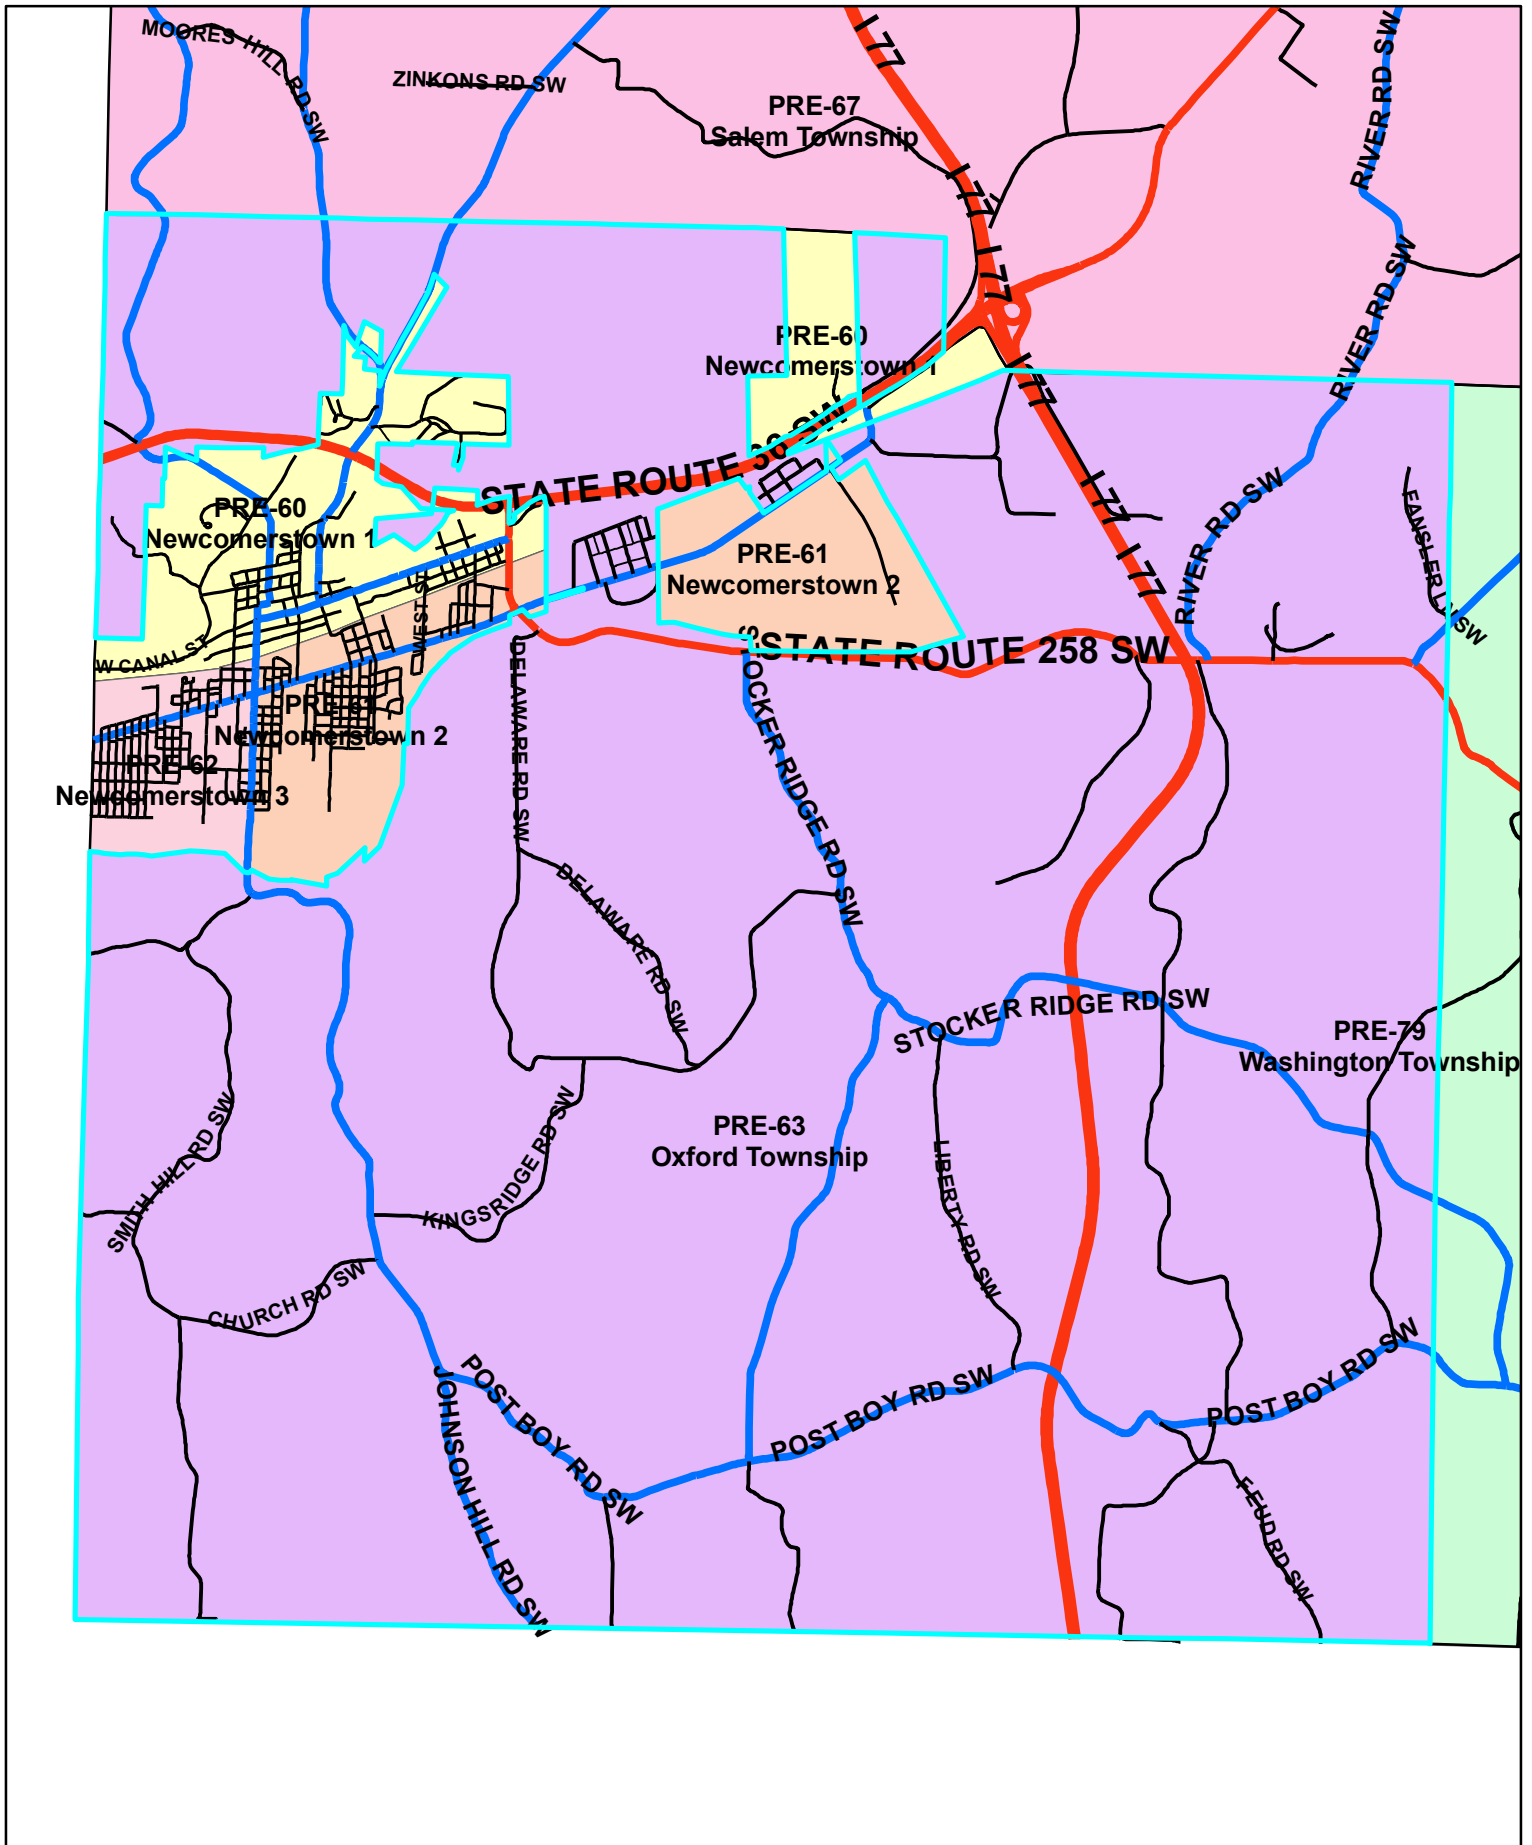 MOORES HILL RD SW
I 77
RIVER RD SW
ZINKONS RD SW
PRE-67
Salem Township
I 77
RIVER RD SW
I 77
PRE-60
Newcomerstown 1
I 77
STATE ROUTE 36 SW
I 77
RIVER RD SW
FANSLER LN SW
PRE-60
Newcomerstown 1
PRE-61
Newcomerstown 2
I 77
WEST ST
W CANAL ST
STATE ROUTE 258 SW
DELAWARE RD SW
STOCKER RIDGE RD SW
PRE-61
Newcomerstown 2
PRE-62
Newcomerstown 3
DELAWARE RD SW
STOCKER RIDGE RD SW
PRE-79
Washington Township
SMITH HILL RD SW
KINGSRIDGE RD SW
PRE-63
Oxford Township
LIBERTY RD SW
CHURCH RD SW
POST BOY RD SW
JOHNSON HILL RD SW
POST BOY RD SW
POST BOY RD SW
FEUD RD SW